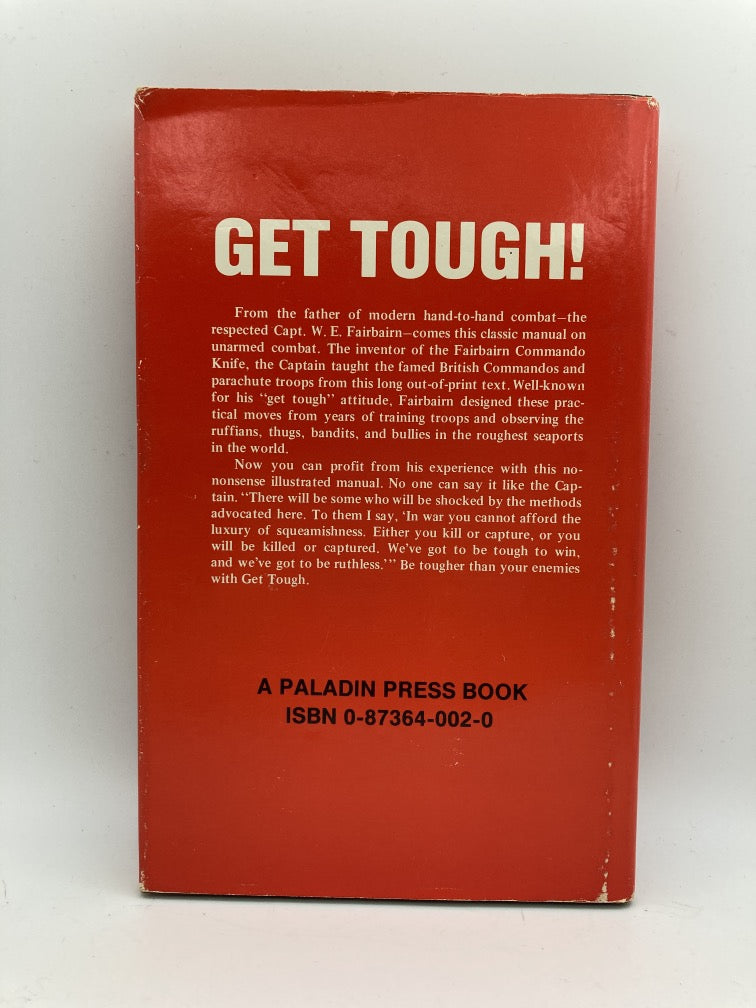 GET TOUGH!
From the father of modern hand-to-hand combat—the
respected Capt. W. E. Fairbairn—comes this classic manual on
unarmed combat. The inventor of the Fairbairn Commando
Knife, the Captain taught the famed British Commandos and
parachute troops from this long out-of-print text. Well-known
for his "get tough" attitude, Fairbairn designed these prac-
tical moves from years of training troops and observing the
ruffians, thugs, bandits, and bullies in the roughest seaports
in the world.
Now you can profit from his experience with this no-
nonsense illustrated manual. No one can say it like the Cap-
tain. "There will be some who will be shocked by the methods
advocated here. To them I say, 'In war you cannot afford the
luxury of squeamishness. Either you kill or capture, or you
will be killed or captured. We've got to be tough to win,
and we've got to be ruthless.'" Be tougher than your enemies
with Get Tough.
A PALADIN PRESS BOOK
ISBN 0-87364-002-0